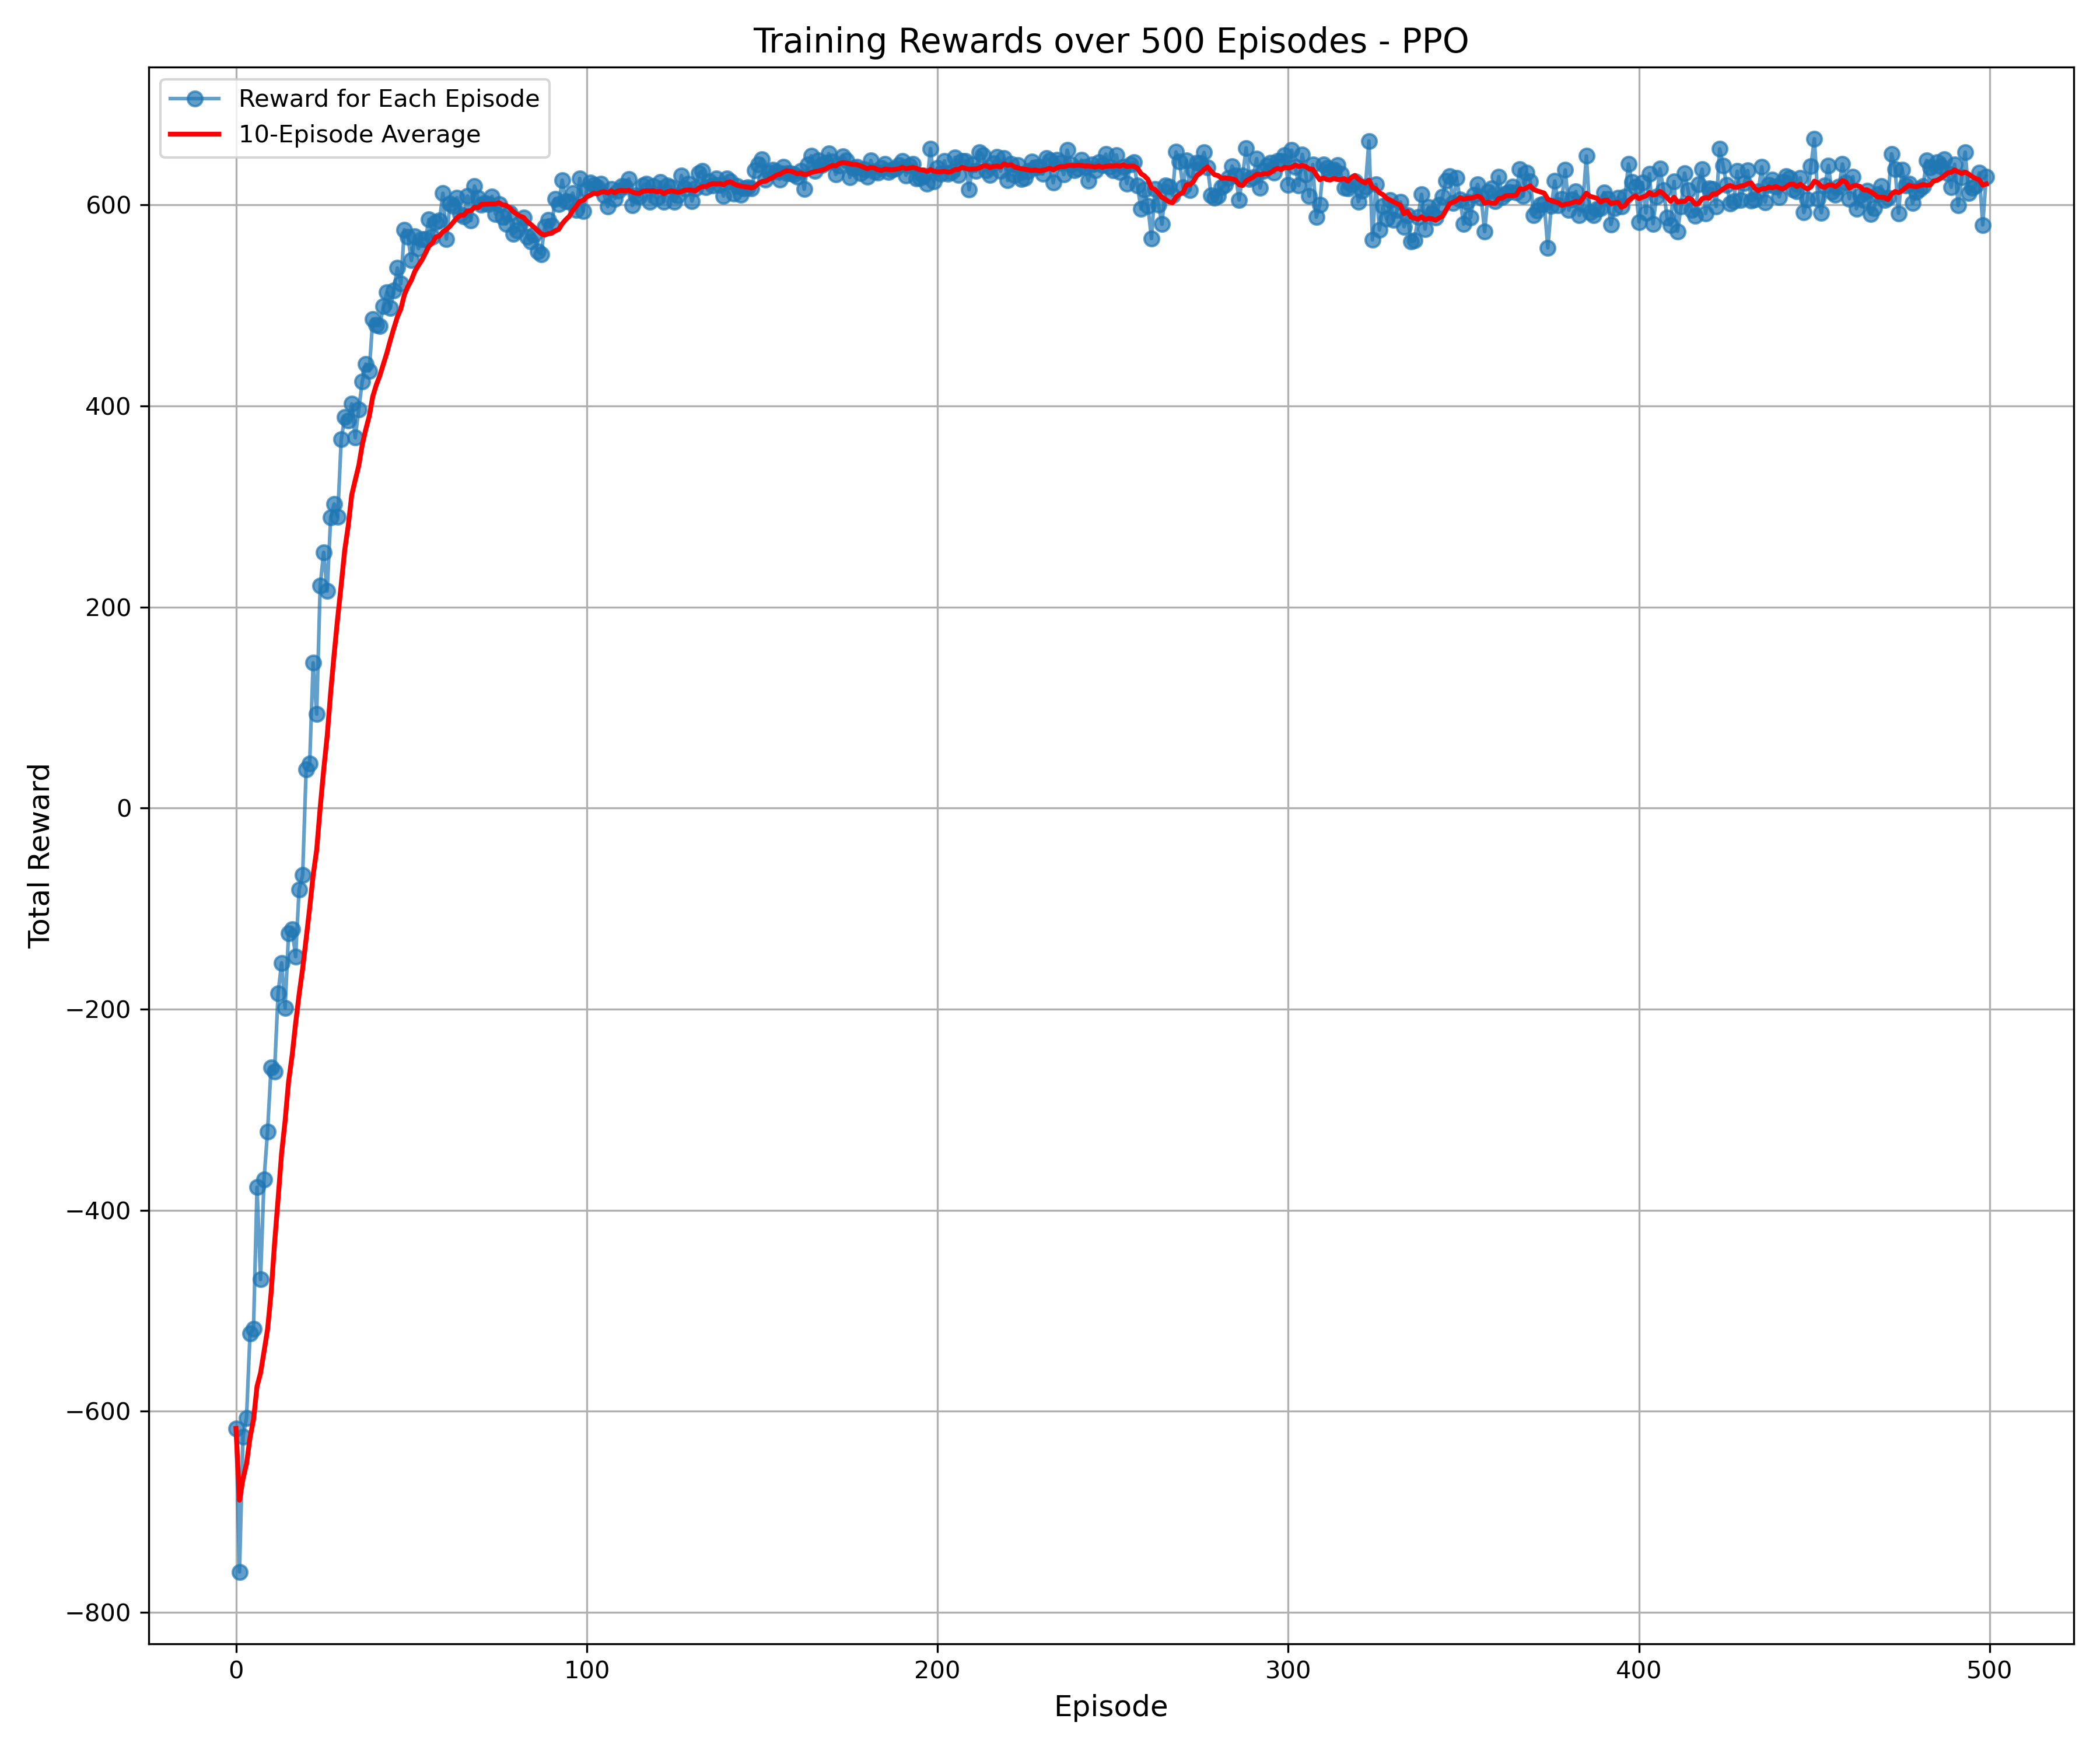 Training Rewards over 500 Episodes - PPO
Reward for Each Episode
10-Episode Average
Total Reward
600
400
200
0
−200
−400
−600
−800
0 100 200 300 400 500
Episode